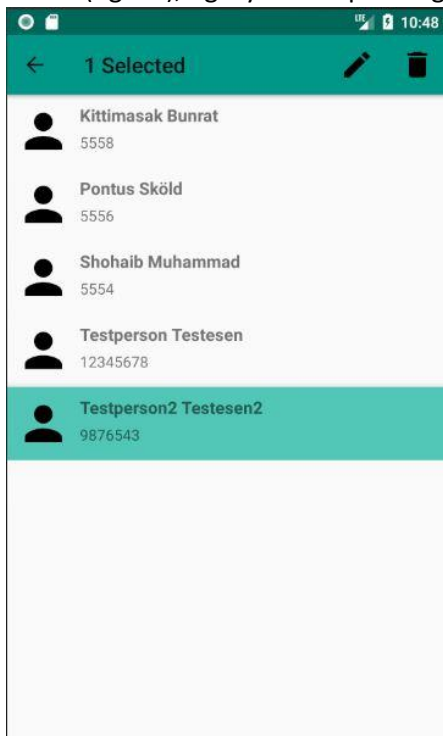 LTE 10:48
1 Selected
Kittimasak Bunrat
5558
Pontus Sköld
5556
Shohaib Muhammad
5554
Testperson Testesen
12345678
Testperson2 Testesen2
9876543